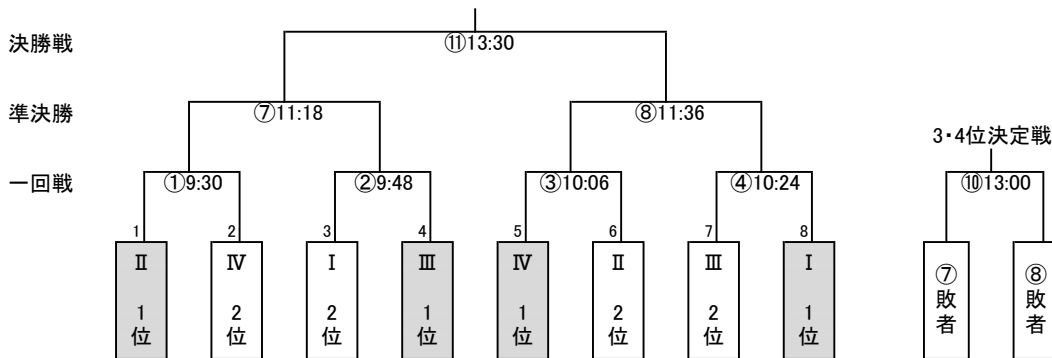 決勝戦
⑪13:30
準決勝
⑦11:18
⑧11:36
3・4位決定戦
一回戦
①9:30
②9:48
③10:06
④10:24
⑩13:00
1
2
3
4
5
6
7
8
Ⅱ 1位
Ⅳ 2位
Ⅰ 2位
Ⅲ 1位
Ⅳ 1位
Ⅱ 2位
Ⅲ 2位
Ⅰ 1位
⑦敗者
⑧敗者